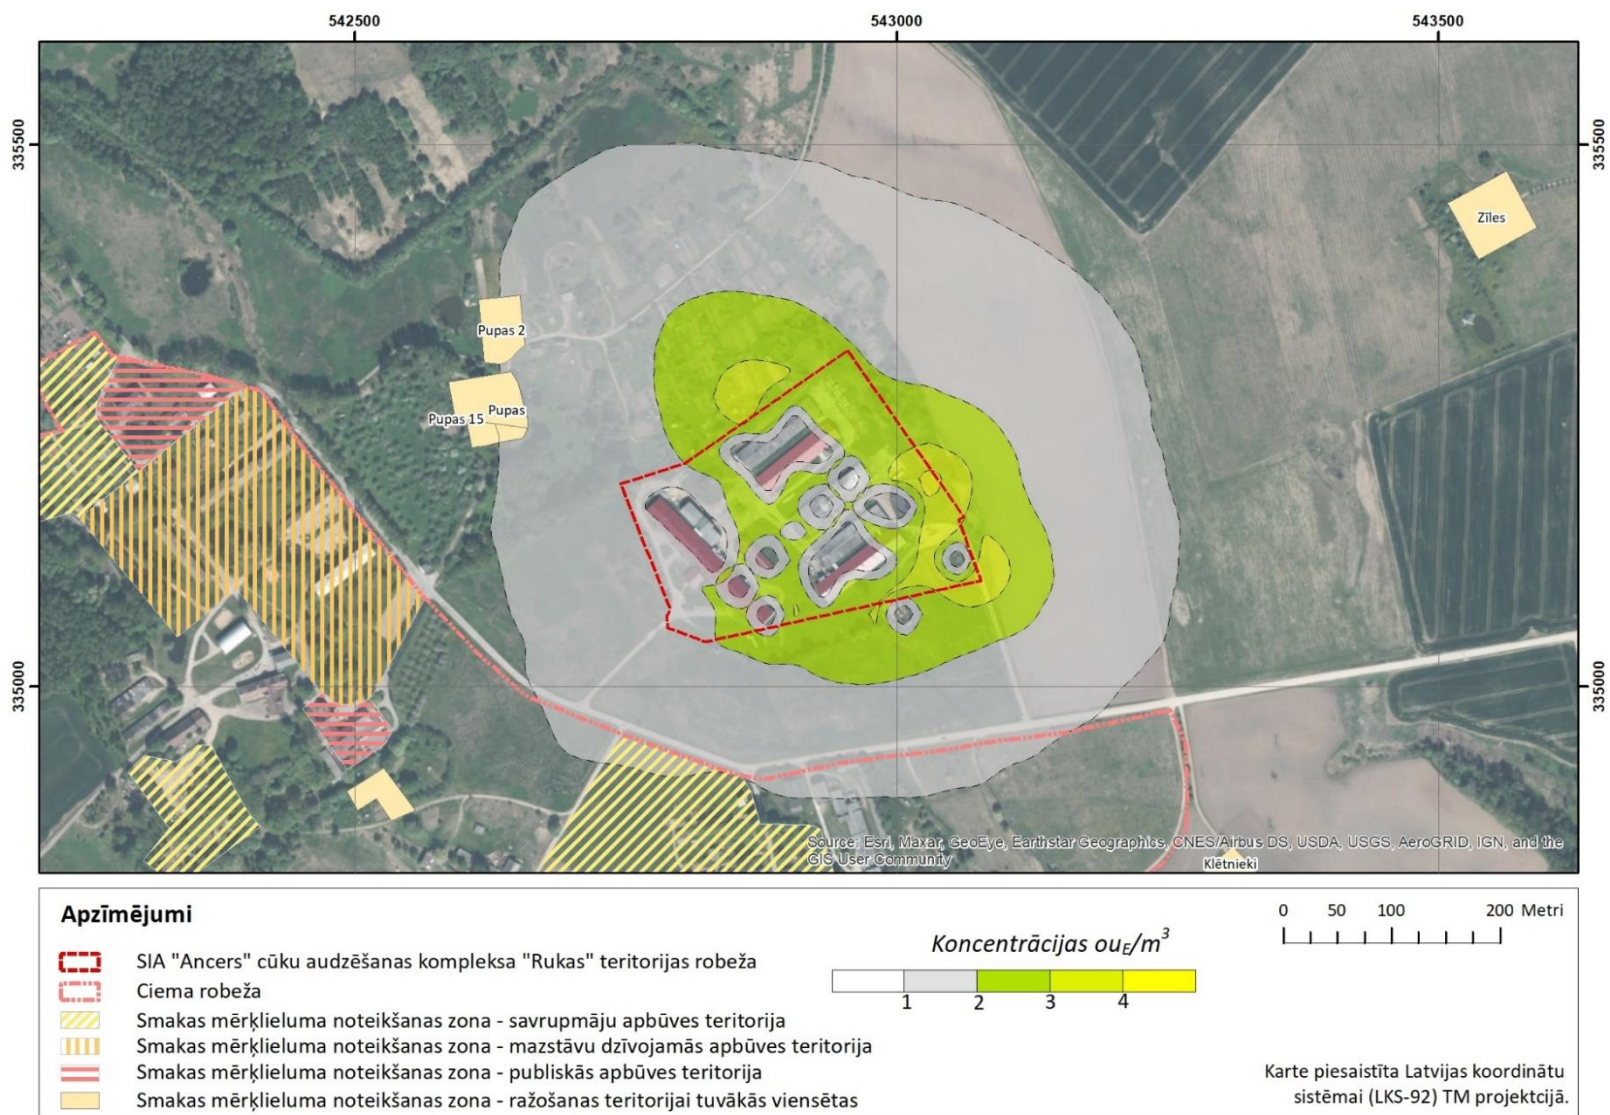 542500 543000 543500
335500 335500
Zīles
Pupas 2
Pupas 15 Pupas
335000 335000
Source: Esri, Maxar, GeoEye, Earthstar Geographics, CNES/Airbus DS, USDA, USGS, AeroGRID, IGN, and the
GIS User Community
Klētnieki
Apzīmējumi
SIA "Ancers" cūku audzēšanas kompleksa "Rukas" teritorijas robeža
Ciema robeža
Smakas mērķlieluma noteikšanas zona - savrupmāju apbūves teritorija
Smakas mērķlieluma noteikšanas zona - mazstāvu dzīvojamās apbūves teritorija
Smakas mērķlieluma noteikšanas zona - publiskās apbūves teritorija
Smakas mērķlieluma noteikšanas zona - ražošanas teritorijai tuvākās viensētas
Koncentrācijas ouE/m³
1 2 3 4
0 50 100 200 Metri
Karte piesaistīta Latvijas koordinātu
sistēmai (LKS-92) TM projektcijā.